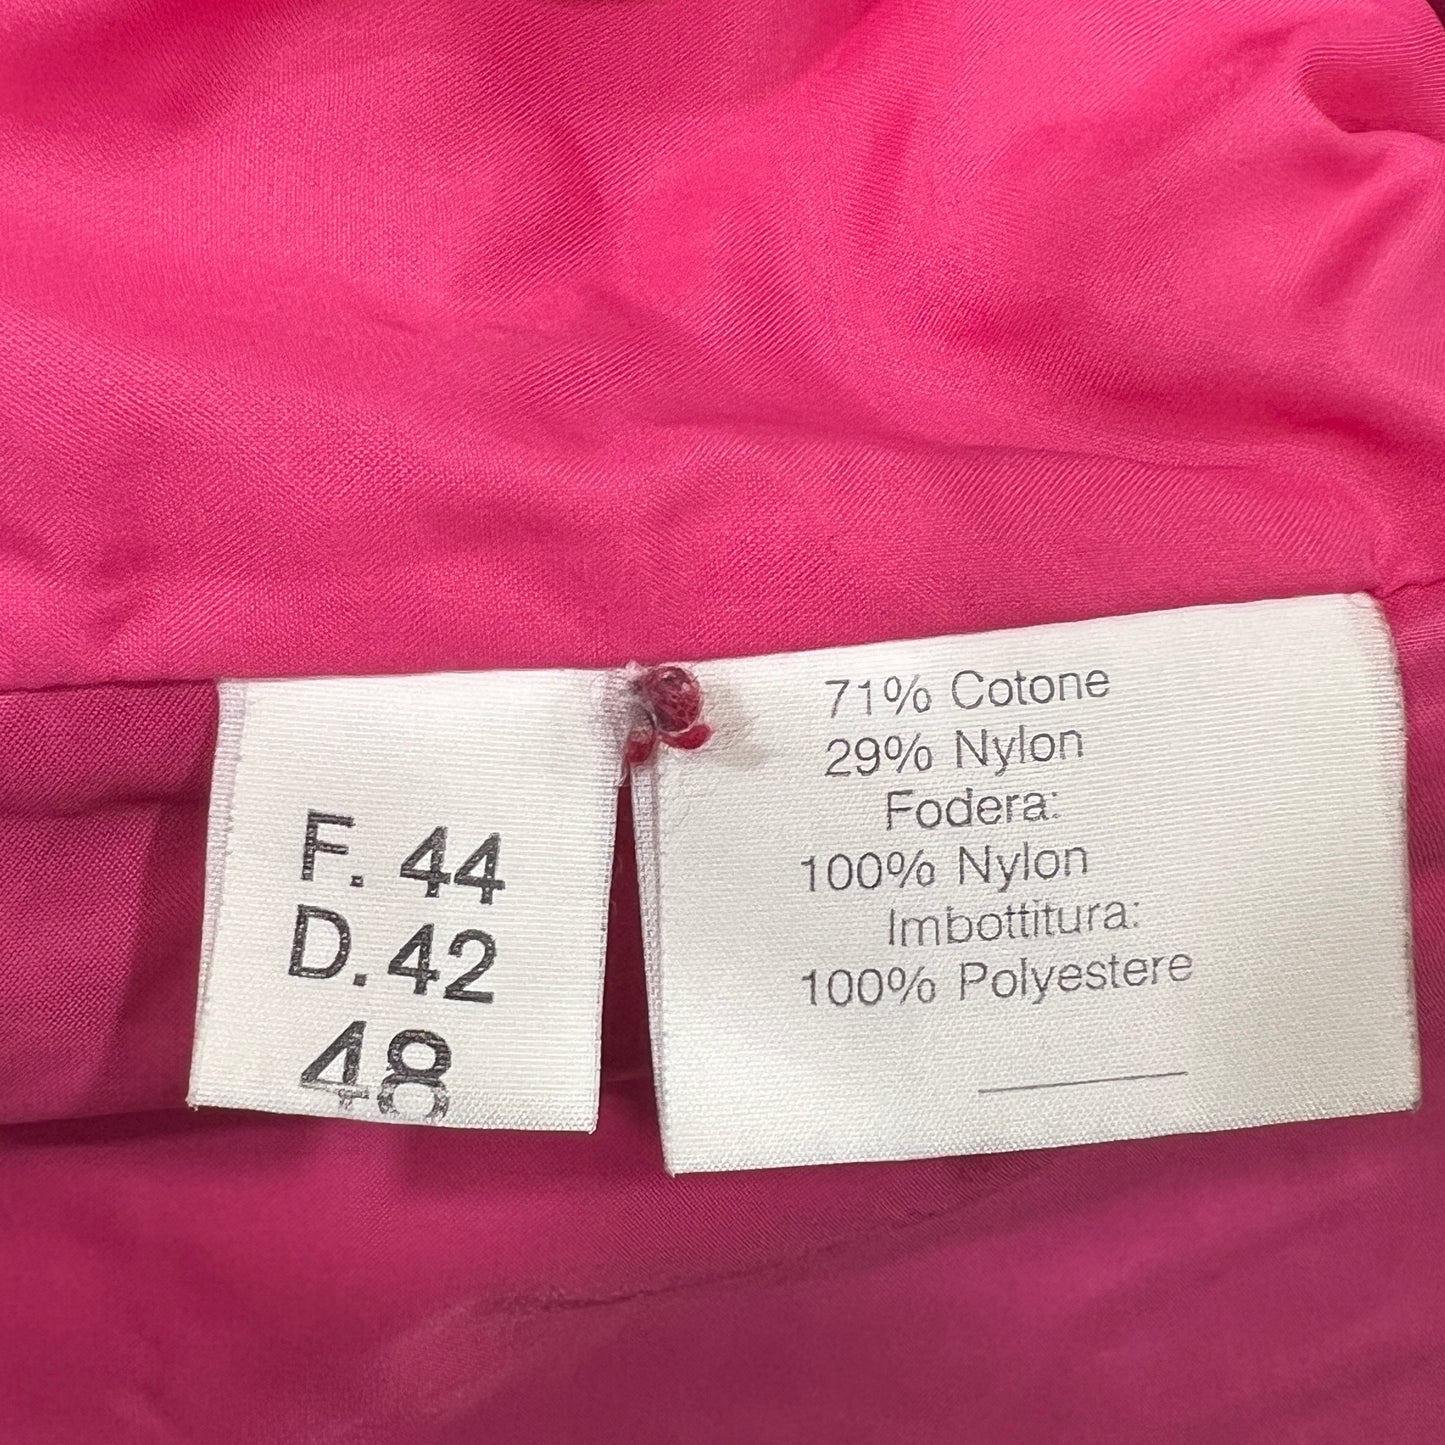 F. 44
D. 42
48
71% Cotone
29% Nylon
Fodera:
100% Nylon
Imbottitura:
100% Polyestere